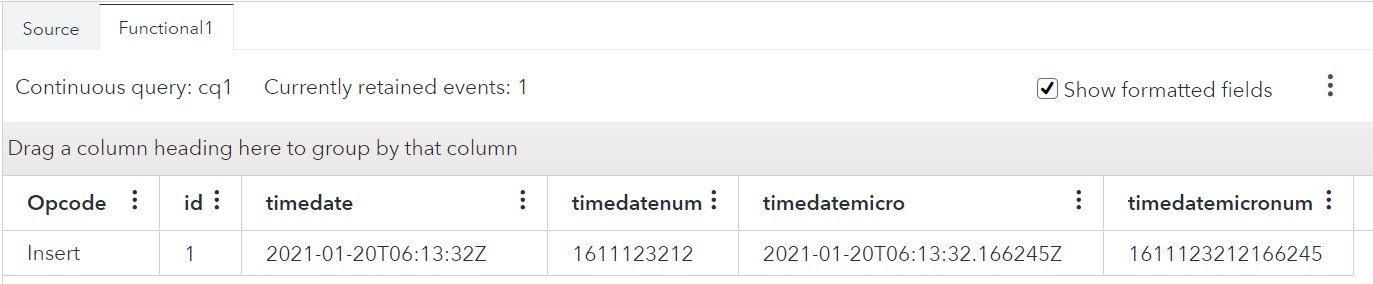 Source Functional1
Continuous query: cq1 Currently retained events: 1 Show formatted fields
Drag a column heading here to group by that column
Opcode id timedate timedatenum timedatemicro timedatemicronum
Insert 1 2021-01-20T06:13:32Z 1611123212 2021-01-20T06:13:32.166245Z 1611123212166245